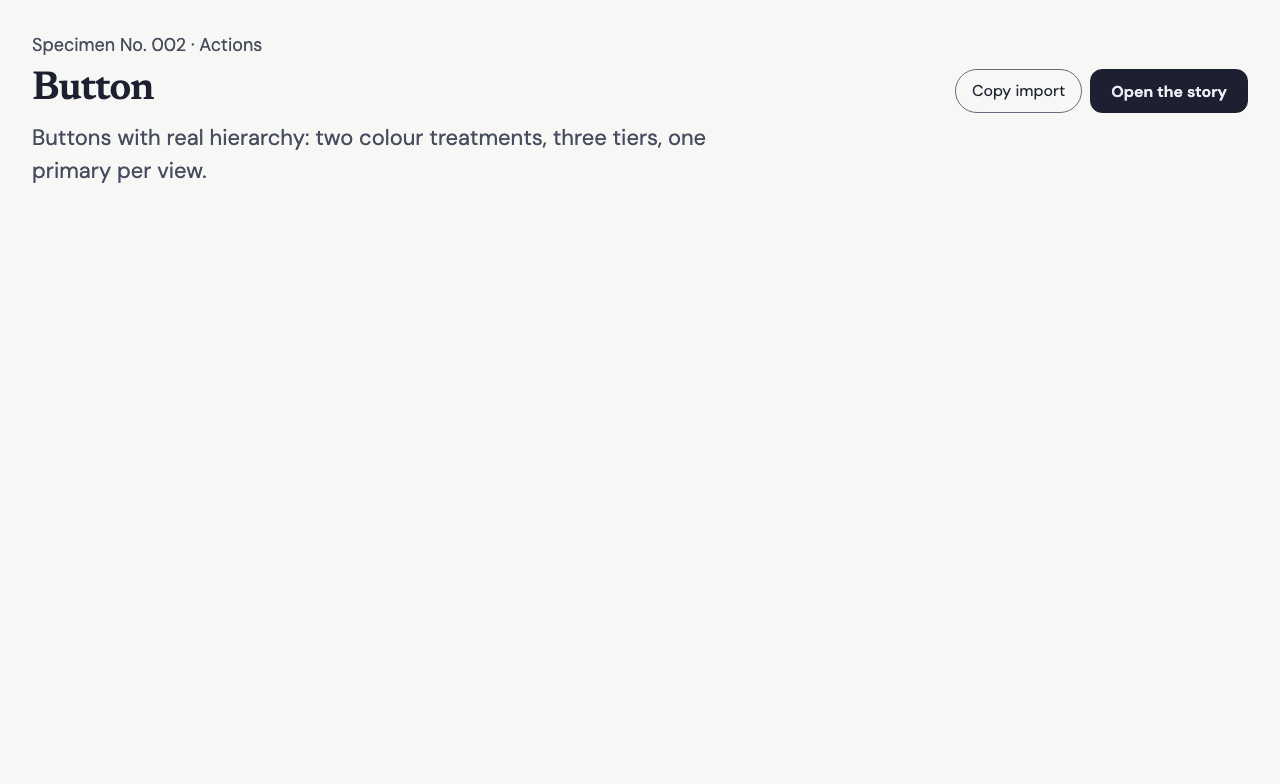 Specimen No. 002 · Actions
Button
Copy import
Open the story
Buttons with real hierarchy: two colour treatments, three tiers, one
primary per view.